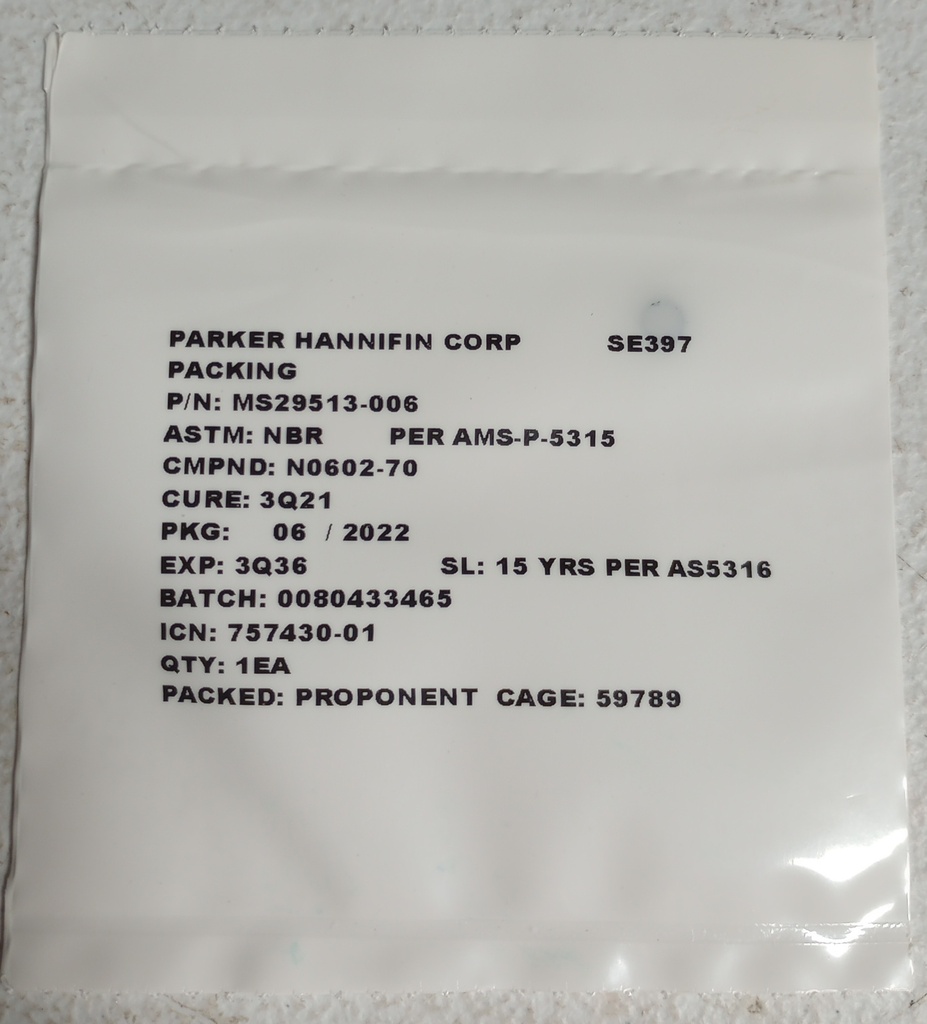 PARKER HANNIFIN CORP SE397
PACKING
P/N: MS29513-006
ASTM: NBR PER AMS-P-5315
CMPND: N0602-70
CURE: 3Q21
PKG: 06 / 2022
EXP: 3Q36 SL: 15 YRS PER AS5316
BATCH: 0080433465
ICN: 757430-01
QTY: 1EA
PACKED: PROPONENT CAGE: 59789